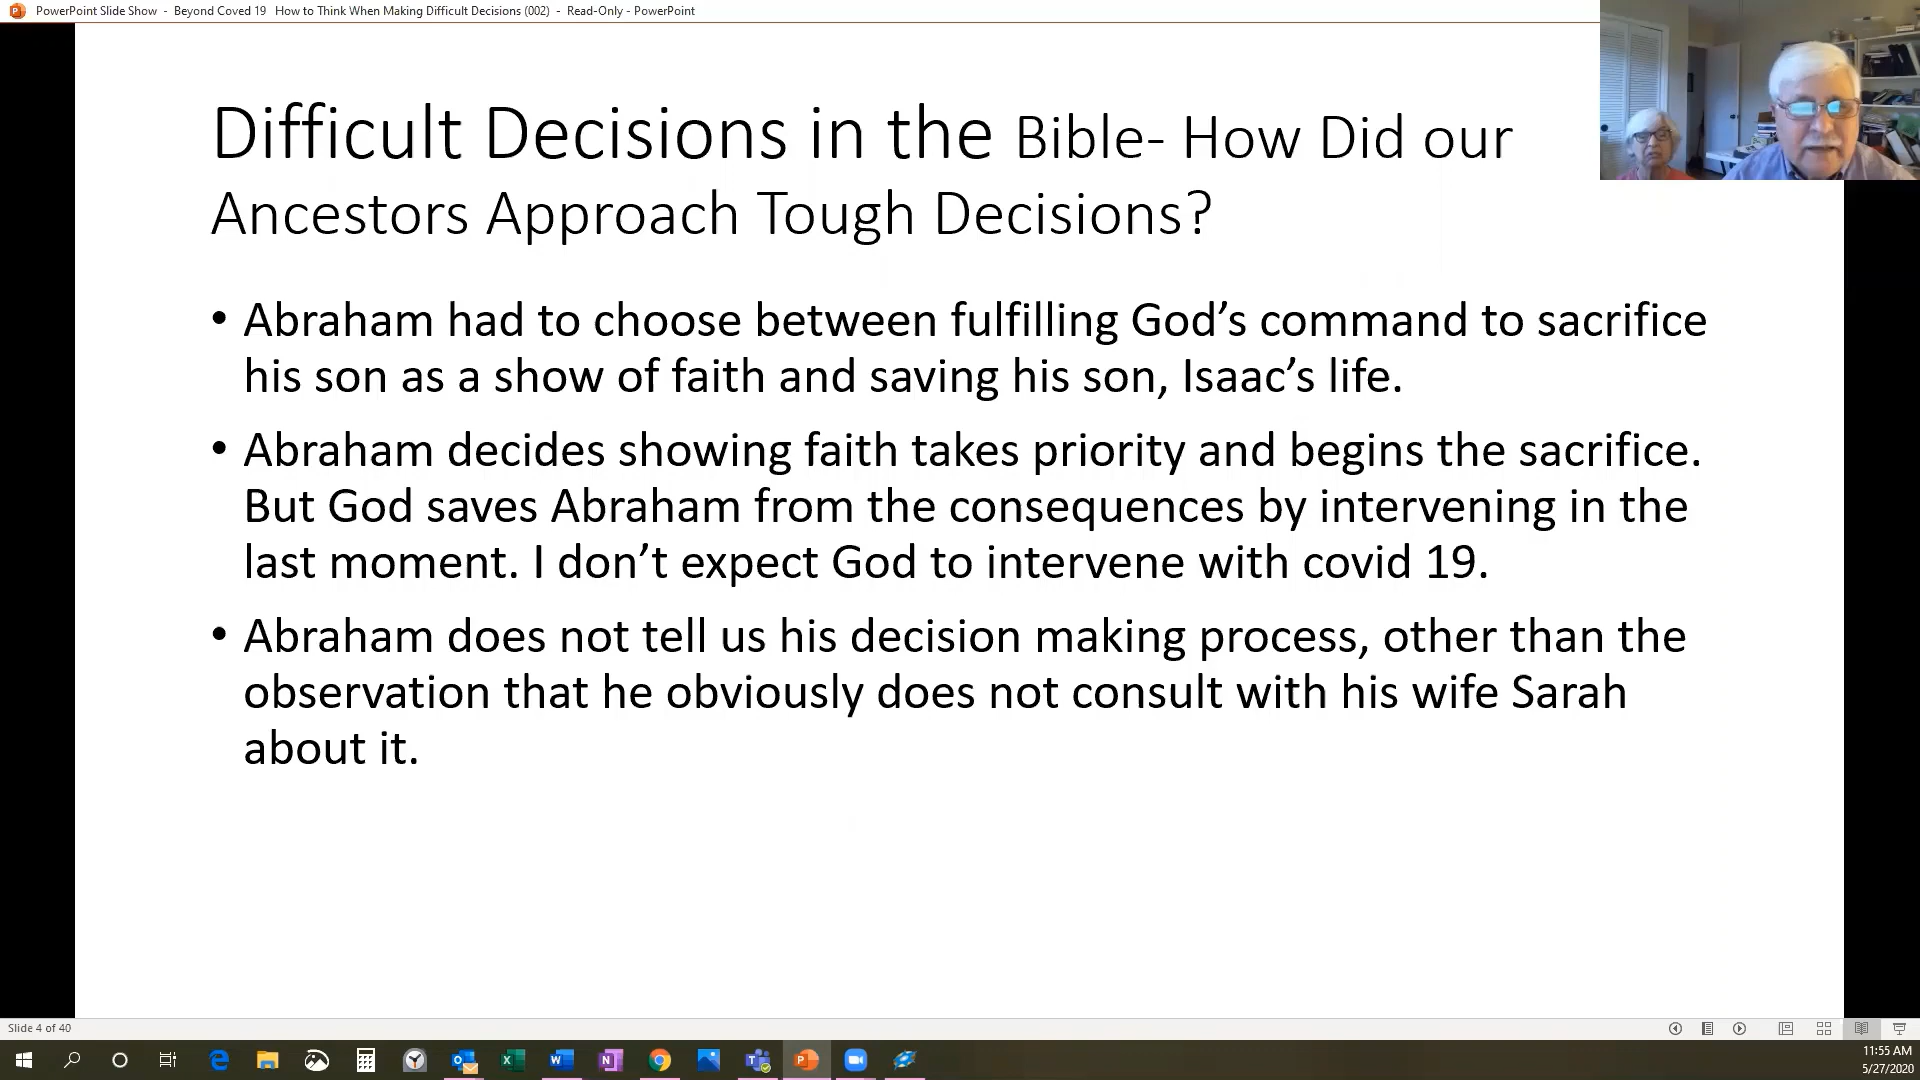 PowerPoint Slide Show - Beyond Coved 19 How to Think When Making Difficult Decisions (002) - Read-Only - PowerPoint
Difficult Decisions in the Bible- How Did our
Ancestors Approach Tough Decisions?
• Abraham had to choose between fulfilling God’s command to sacrifice
his son as a show of faith and saving his son, Isaac’s life.
• Abraham decides showing faith takes priority and begins the sacrifice.
But God saves Abraham from the consequences by intervening in the
last moment. I don’t expect God to intervene with covid 19.
• Abraham does not tell us his decision making process, other than the
observation that he obviously does not consult with his wife Sarah
about it.
Slide 4 of 40
11:55 AM
5/27/2020